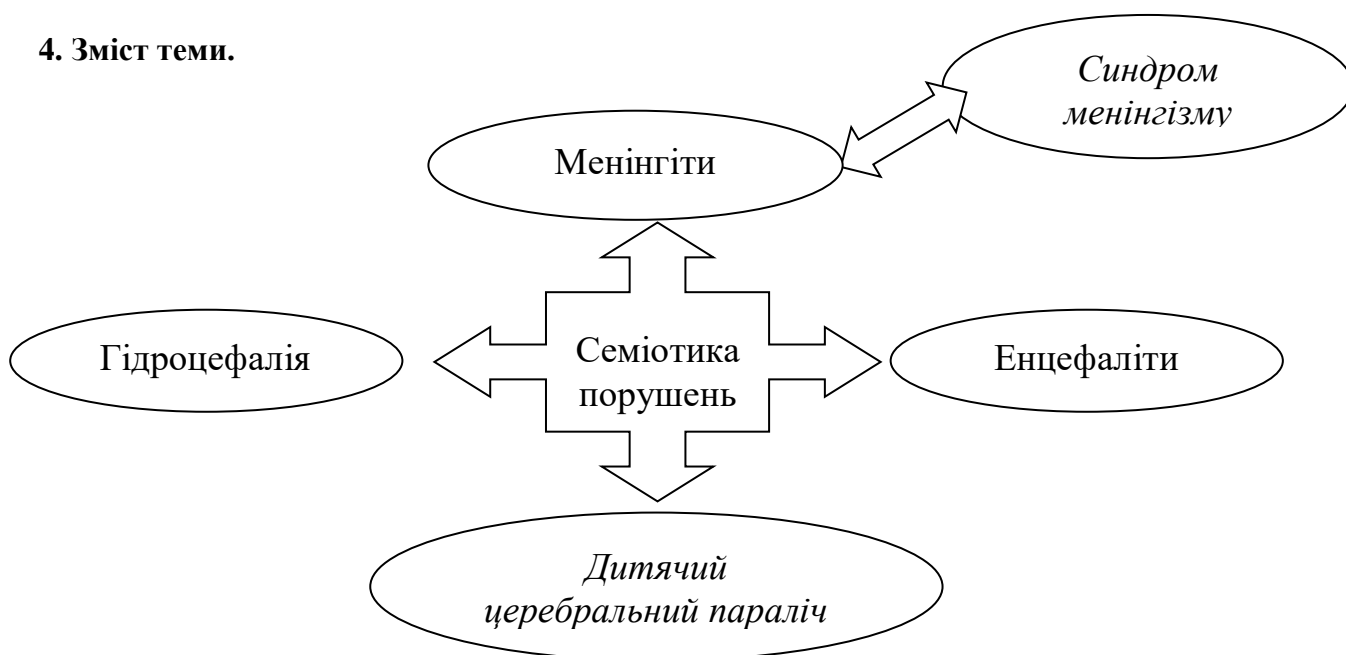 4. Зміст теми.
Синдром
менінгізму
Менінгіти
Гідроцефалія
Семіотика
порушень
Енцефаліти
Дитячий
церебральний параліч